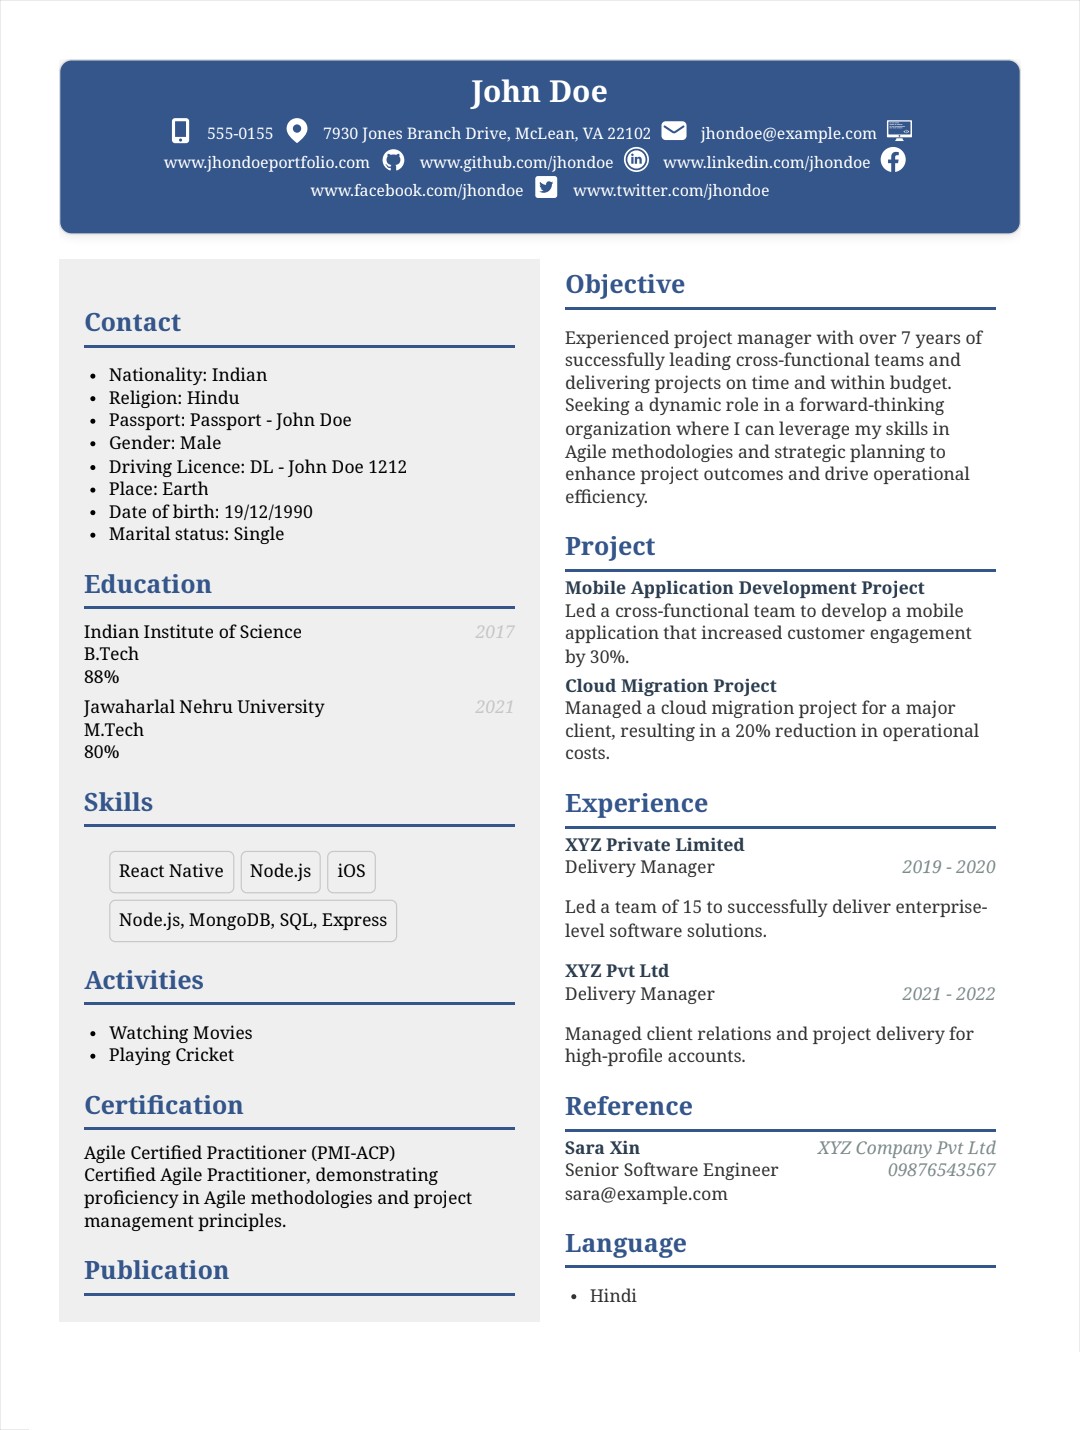 John Doe
555-0155 7930 Jones Branch Drive, McLean, VA 22102 jhondoe@example.com
www.jhondoeportfolio.com www.github.com/jhondoe www.linkedin.com/jhondoe
www.facebook.com/jhondoe www.twitter.com/jhondoe
Contact
• Nationality: Indian
• Religion: Hindu
• Passport: Passport - John Doe
• Gender: Male
• Driving Licence: DL - John Doe 1212
• Place: Earth
• Date of birth: 19/12/1990
• Marital status: Single
Education
Indian Institute of Science 2017
B.Tech
88%
Jawaharlal Nehru University 2021
M.Tech
80%
Skills
React Native Node.js iOS
Node.js, MongoDB, SQL, Express
Activities
• Watching Movies
• Playing Cricket
Certification
Agile Certified Practitioner (PMI-ACP)
Certified Agile Practitioner, demonstrating
proficiency in Agile methodologies and project
management principles.
Publication
Objective
Experienced project manager with over 7 years of
successfully leading cross-functional teams and
delivering projects on time and within budget.
Seeking a dynamic role in a forward-thinking
organization where I can leverage my skills in
Agile methodologies and strategic planning to
enhance project outcomes and drive operational
efficiency.
Project
Mobile Application Development Project
Led a cross-functional team to develop a mobile
application that increased customer engagement
by 30%.
Cloud Migration Project
Managed a cloud migration project for a major
client, resulting in a 20% reduction in operational
costs.
Experience
XYZ Private Limited
Delivery Manager 2019 - 2020
Led a team of 15 to successfully deliver enterprise-
level software solutions.
XYZ Pvt Ltd
Delivery Manager 2021 - 2022
Managed client relations and project delivery for
high-profile accounts.
Reference
Sara Xin XYZ Company Pvt Ltd
Senior Software Engineer 09876543567
sara@example.com
Language
• Hindi